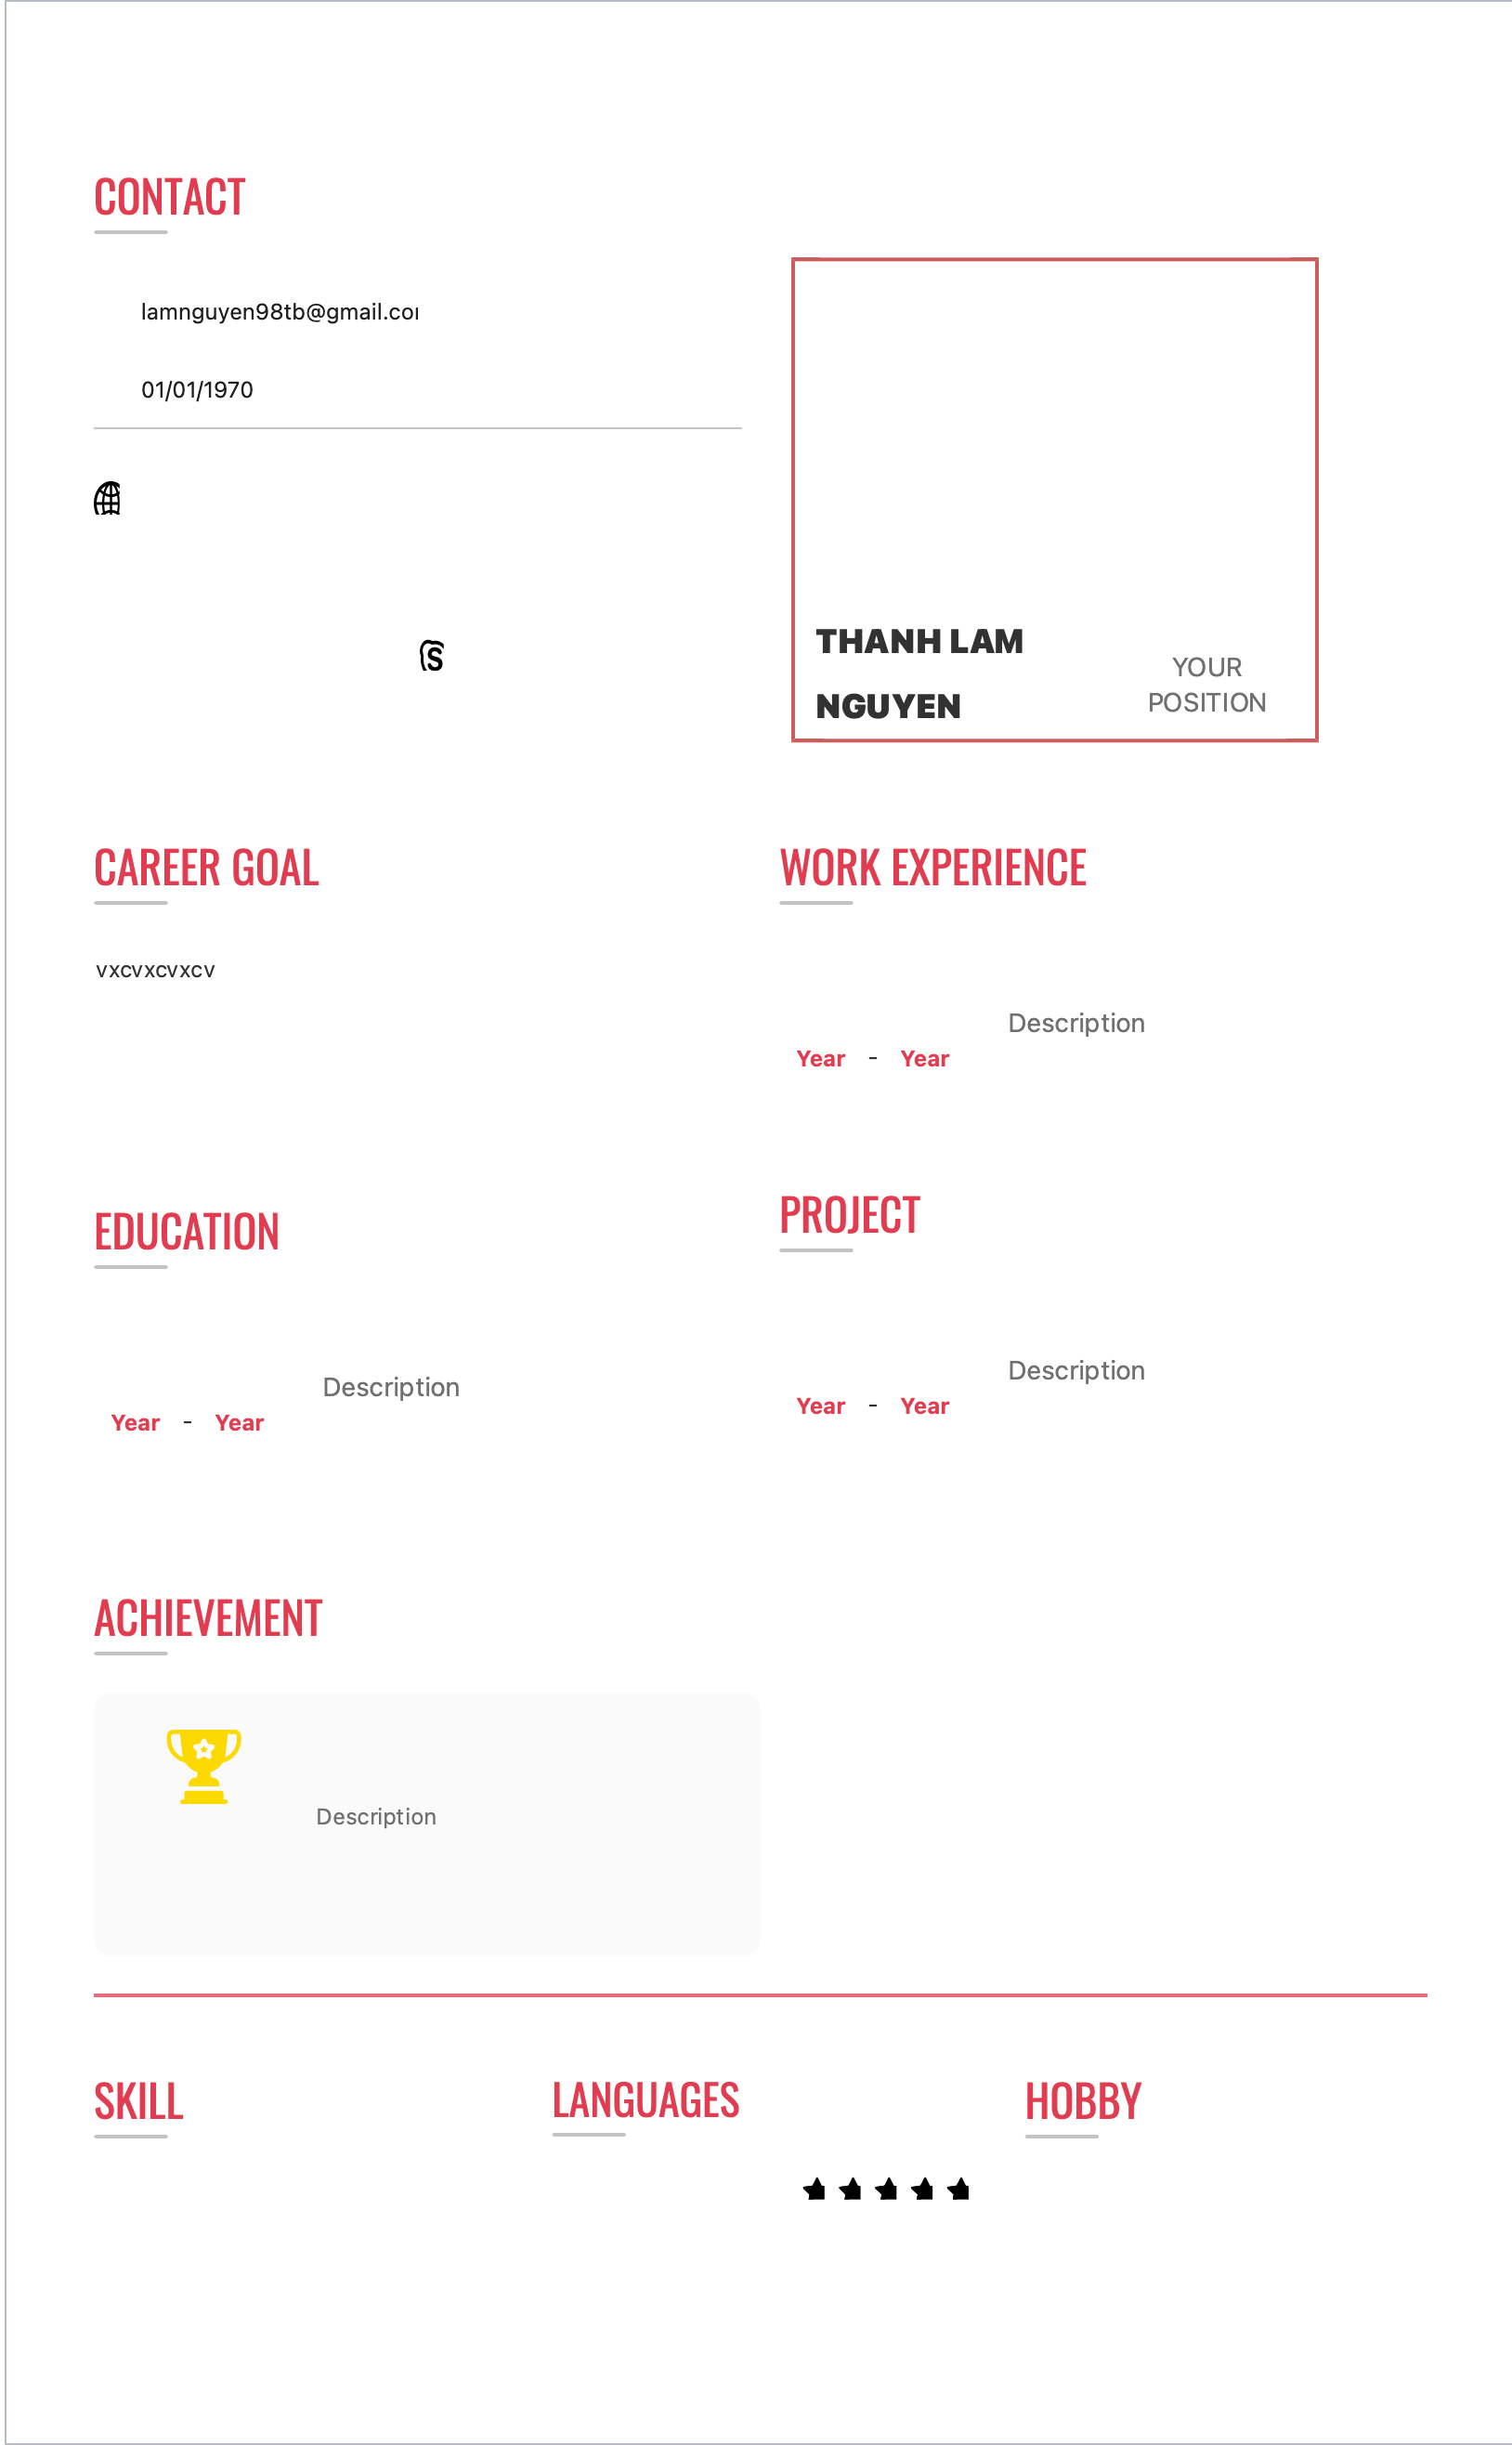 CONTACT
lamnguyen98tb@gmail.co
01/01/1970
THANH LAM
NGUYEN
YOUR
POSITION
CAREER GOAL
vxcvxcvxcv
WORK EXPERIENCE
Description
Year - Year
EDUCATION
Description
Year - Year
PROJECT
Description
Year - Year
ACHIEVEMENT
Description
SKILL
LANGUAGES
HOBBY